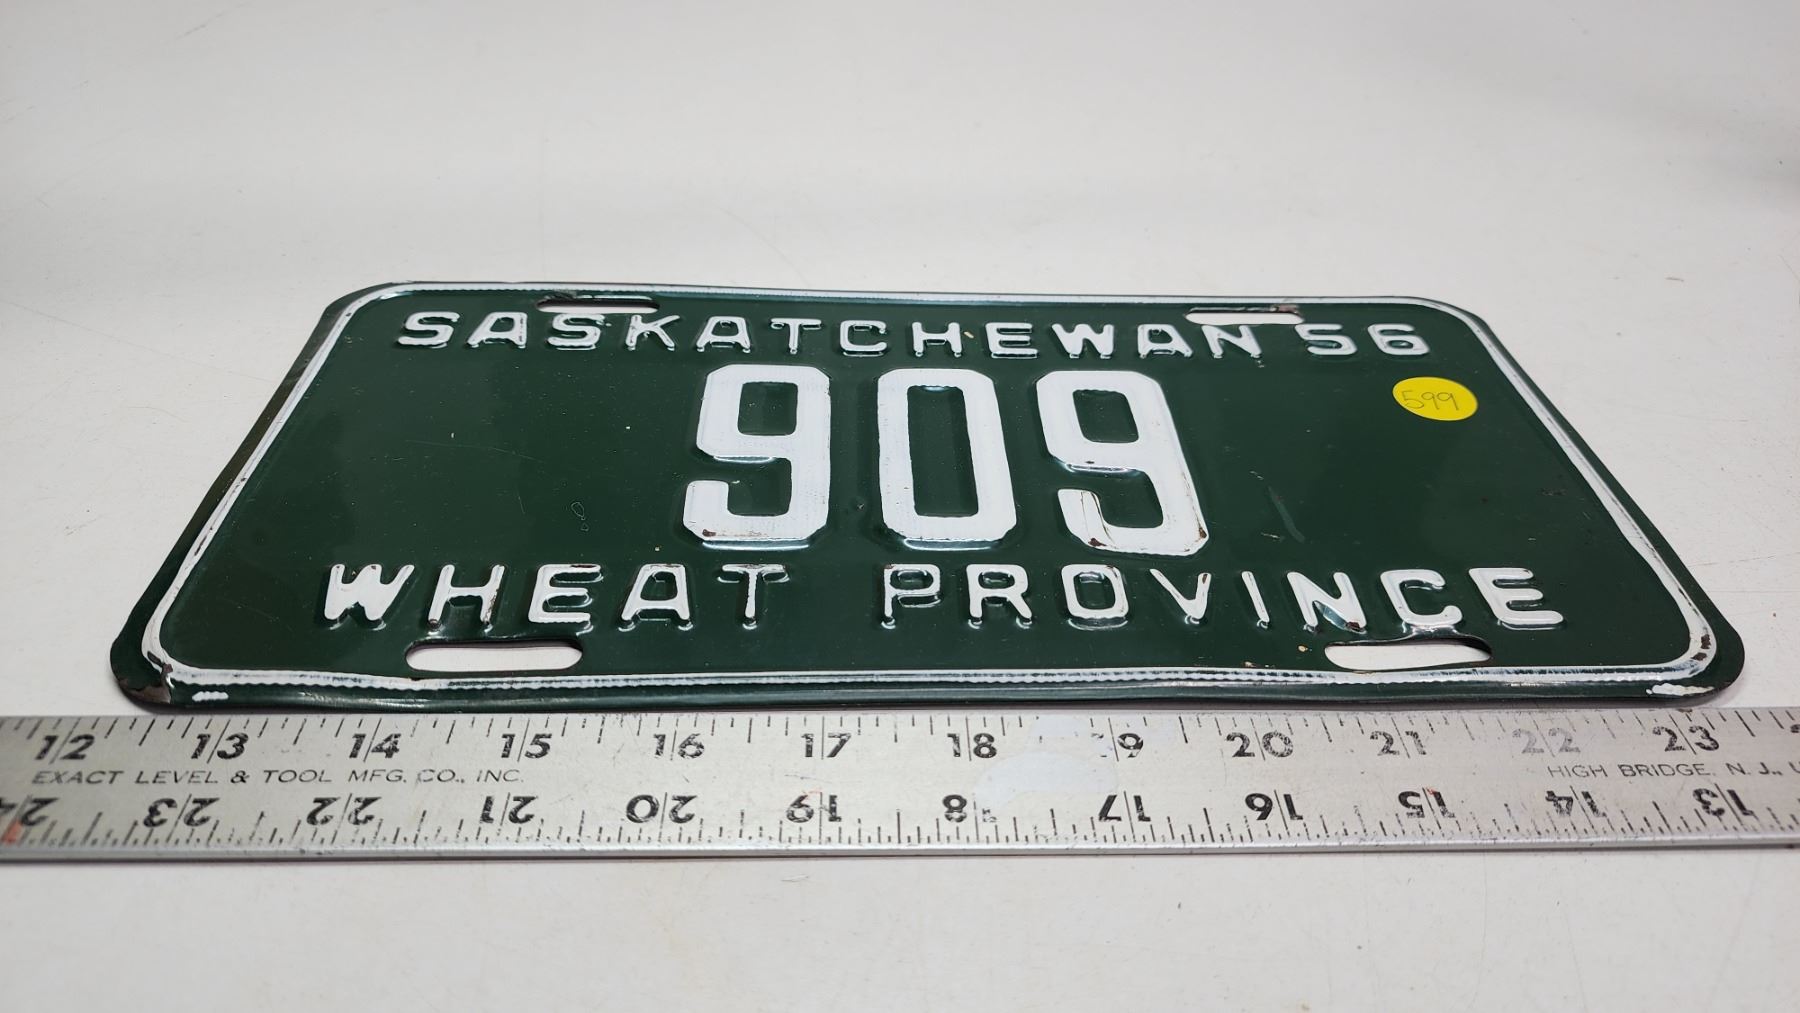 SASKATCHEWAN 56
909
599
WHEAT PROVINCE
12 13 14 15 16 17 18 19 20 21 22 23
EXACT LEVEL & TOOL MFG. CO., INC. HIGH BRIDGE, N. J., U
24 23 22 21 20 19 18 17 16 15 14 13